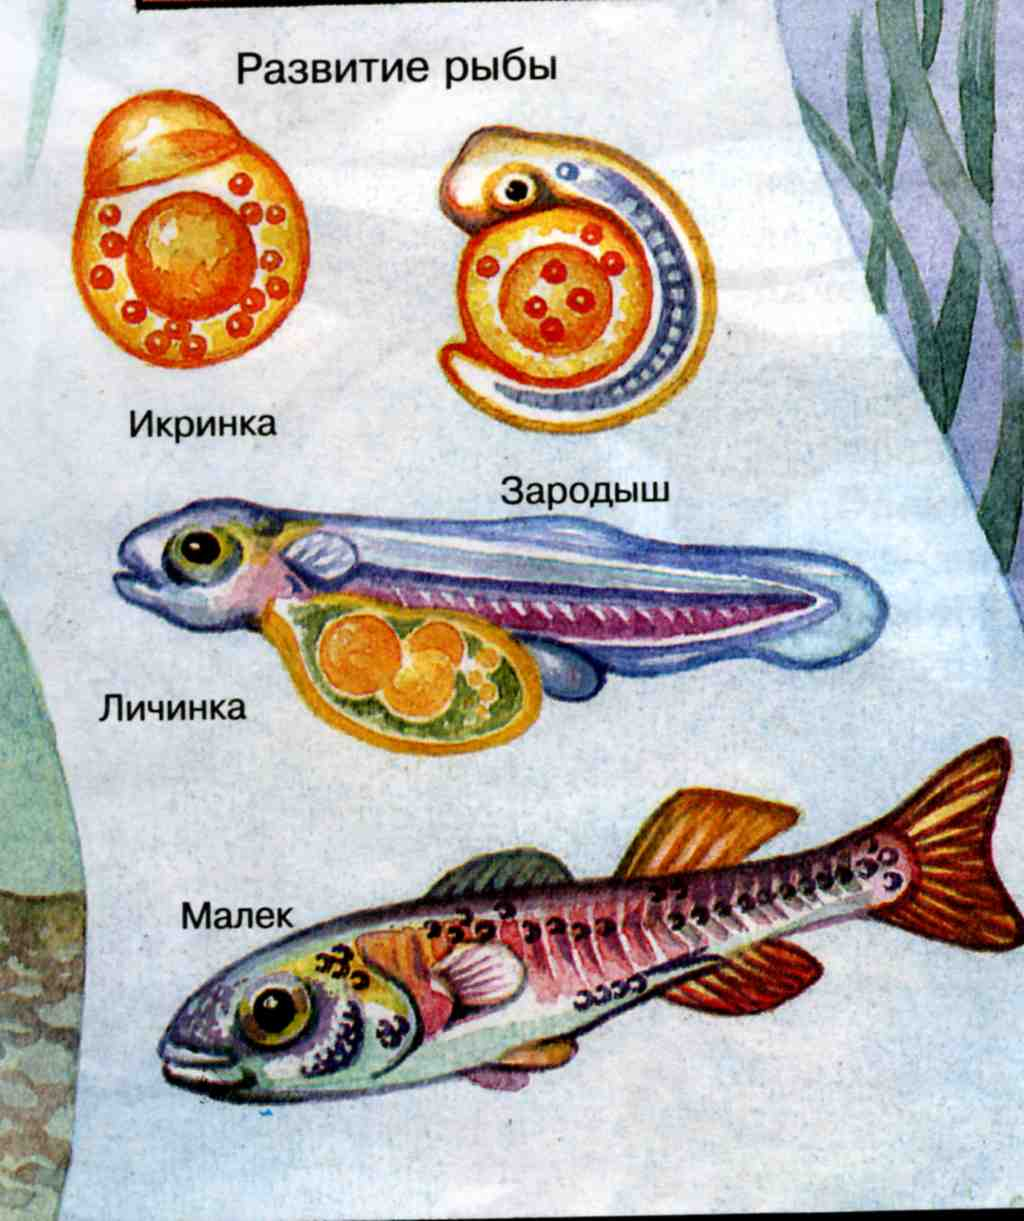 Развитие рыбы
Икринка
Зародыш
Личинка
Малек